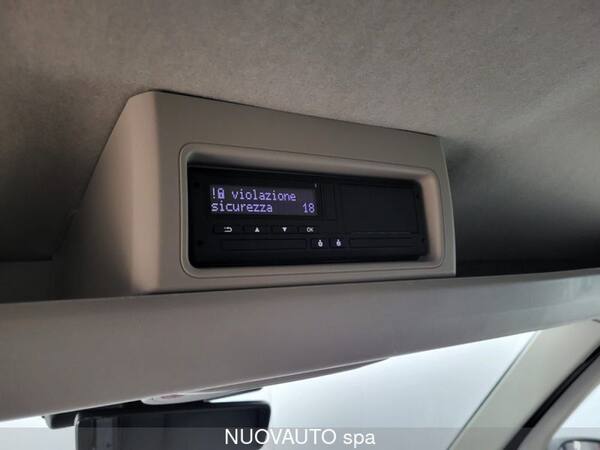 ! violazione
sicurezza 18
OK
NUOVAUTO spa